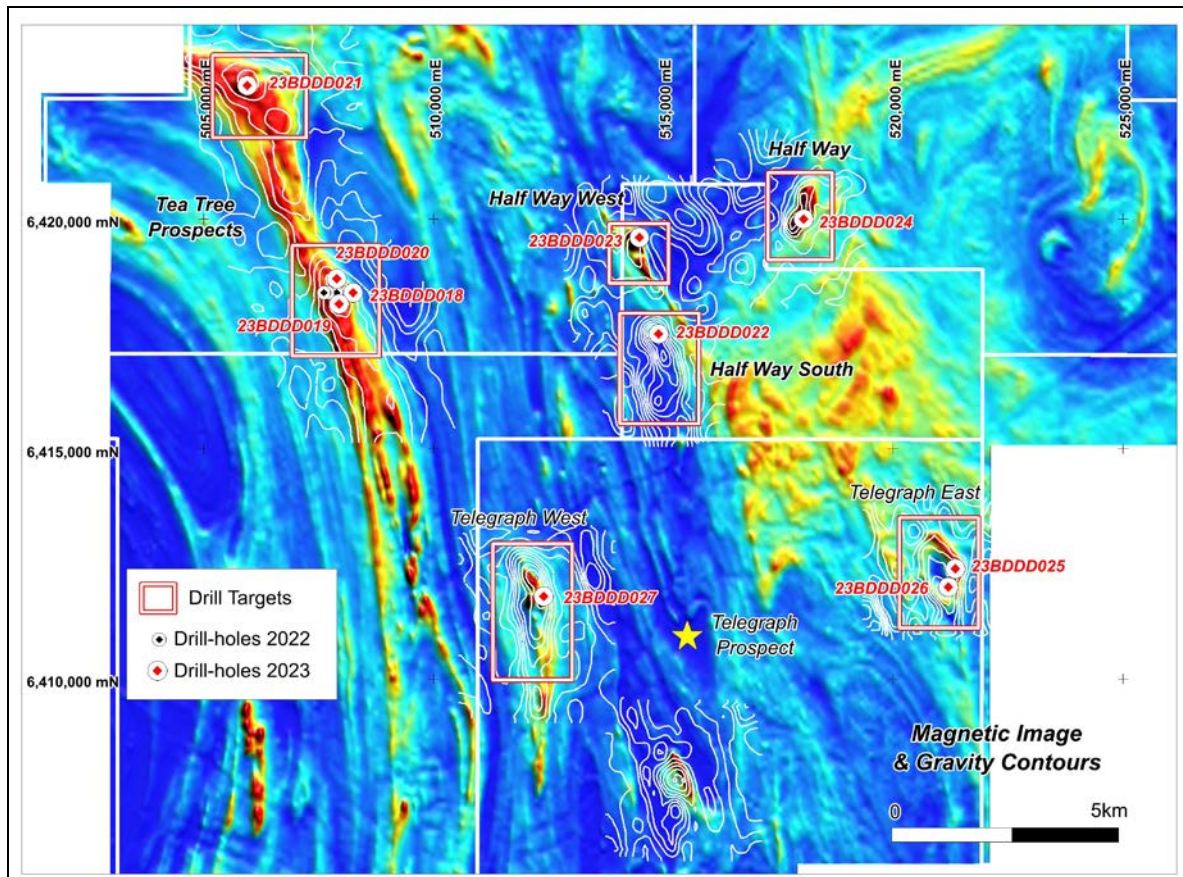 505,000 mE
510,000 mE
515,000 mE
520,000 mE
525,000 mE
23BDDD021
Half Way
Half Way West
Tea Tree
Prospects
6,420,000 mN
23BDDD024
23BDDD023
23BDDD020
23BDDD018
23BDDD019
23BDDD022
Half Way South
6,415,000 mN
Telegraph East
Telegraph West
23BDDD025
23BDDD026
23BDDD027
Drill Targets
Drill-holes 2022
Drill-holes 2023
Telegraph
Prospect
6,410,000 mN
Magnetic Image
& Gravity Contours
0
5km